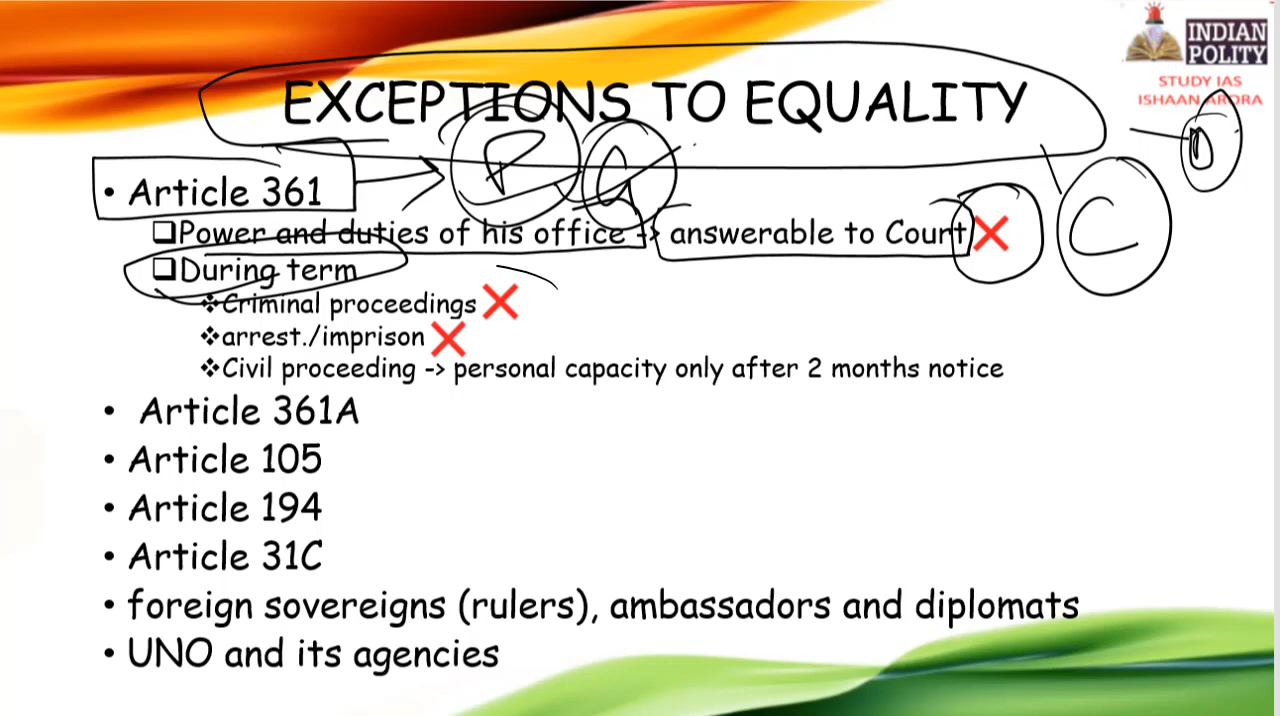 INDIAN
POLITY
STUDY IAS
ISHAAN ARORA
EXCEPTIONS TO EQUALITY
P G
D
• Article 361
❑Power and duties of his office -> answerable to Court❌
C
❑During term
❖Criminal proceedings❌
❖arrest./imprison❌
❖Civil proceeding -> personal capacity only after 2 months notice
• Article 361A
• Article 105
• Article 194
• Article 31C
• foreign sovereigns (rulers), ambassadors and diplomats
• UNO and its agencies